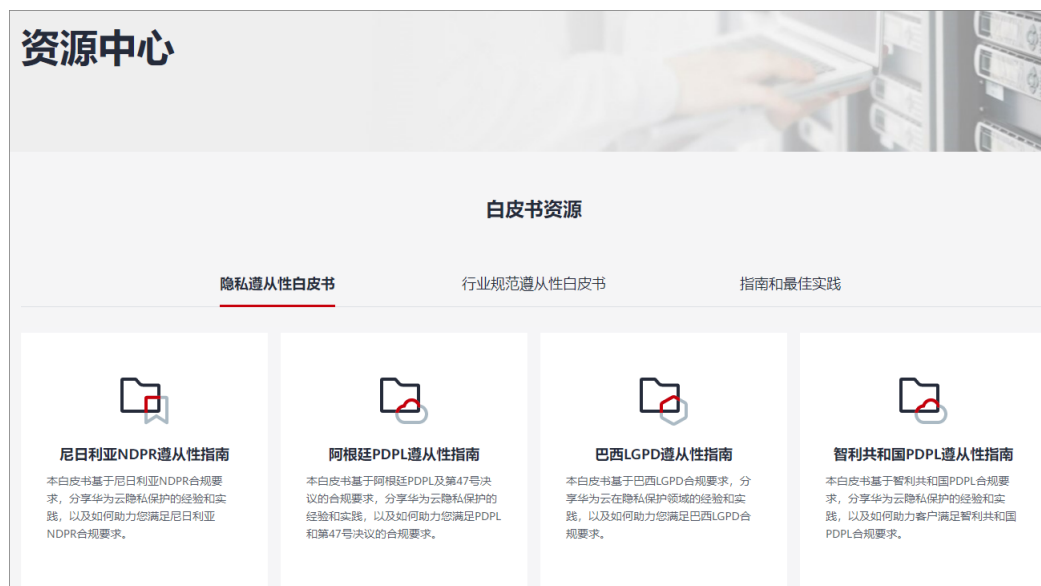 资源中心
白皮书资源
隐私遵从性白皮书
行业规范遵从性白皮书
指南和最佳实践
尼日利亚NDPR遵从性指南
本白皮书基于尼日利亚NDPR合规要
求，分享华为云隐私保护的经验和实
践，以及如何助力您满足尼日利亚
NDPR合规要求。
阿根廷PDPL遵从性指南
本白皮书基于阿根廷PDPL及第47号决
议的合规要求，分享华为云隐私保护的
经验和实践，以及如何助力您满足PDPL
和第47号决议的合规要求。
巴西LGPD遵从性指南
本白皮书基于巴西LGPD合规要求，分
享华为云在隐私保护领域的经验和实
践，以及如何助力您满足巴西LGPD合
规要求。
智利共和国PDPL遵从性指南
本白皮书基于智利共和国PDPL合规要
求，分享华为云隐私保护的经验和实
践，以及如何助力客户满足智利共和国
PDPL合规要求。